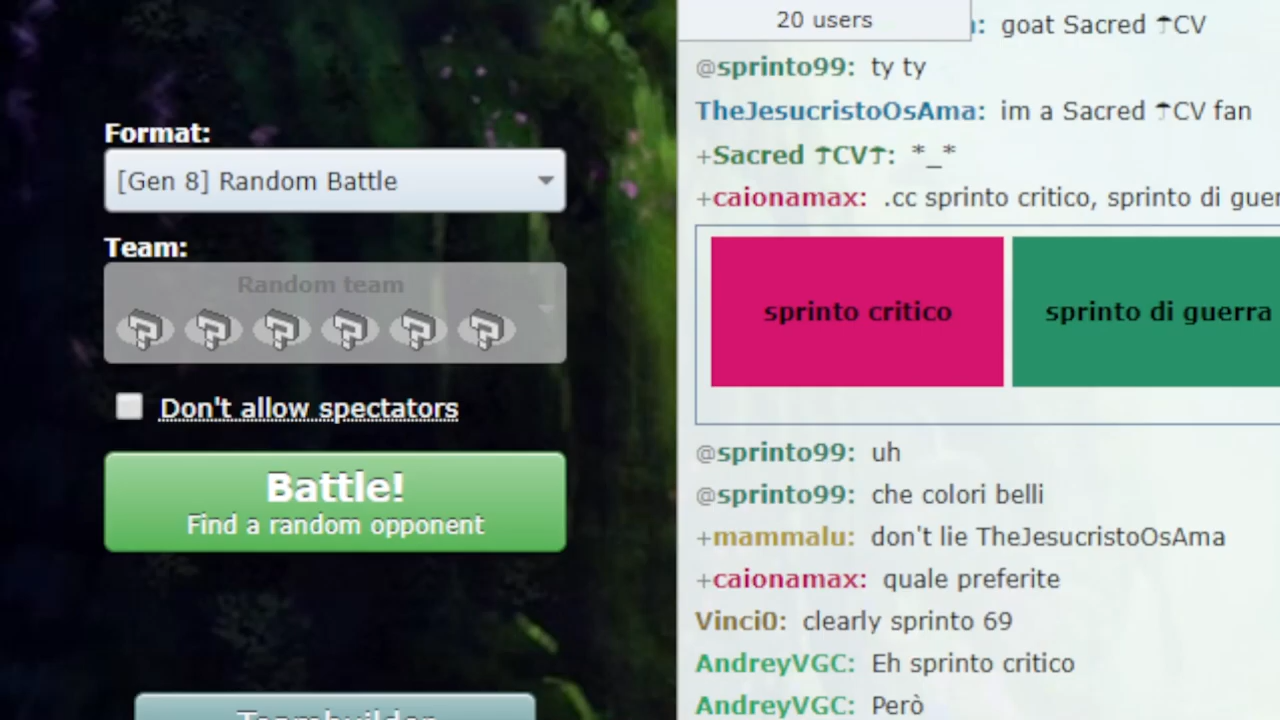 Format:
[Gen 8] Random Battle
Team:
Random team
Don't allow spectators
Battle!
Find a random opponent
Teambuilder
20 users
: goat Sacred ☂CV
@sprinto99: ty ty
TheJesucristoOsAma: im a Sacred ☂CV fan
+Sacred ☂CV☂: *_*
+caionamax: .cc sprinto critico, sprinto di guer
sprinto critico
sprinto di guerra
@sprinto99: uh
@sprinto99: che colori belli
+mammalu: don't lie TheJesucristoOsAma
+caionamax: quale preferite
Vinci0: clearly sprinto 69
AndreyVGC: Eh sprinto critico
AndreyVGC: Però